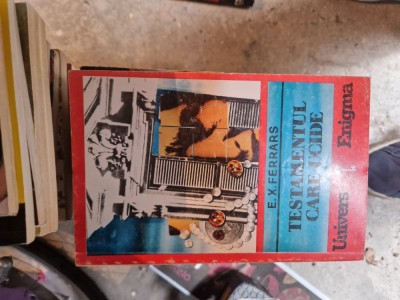 E.X. FERRARS
TESTAMENTUL
CARE UCIDE
Univers Enigma